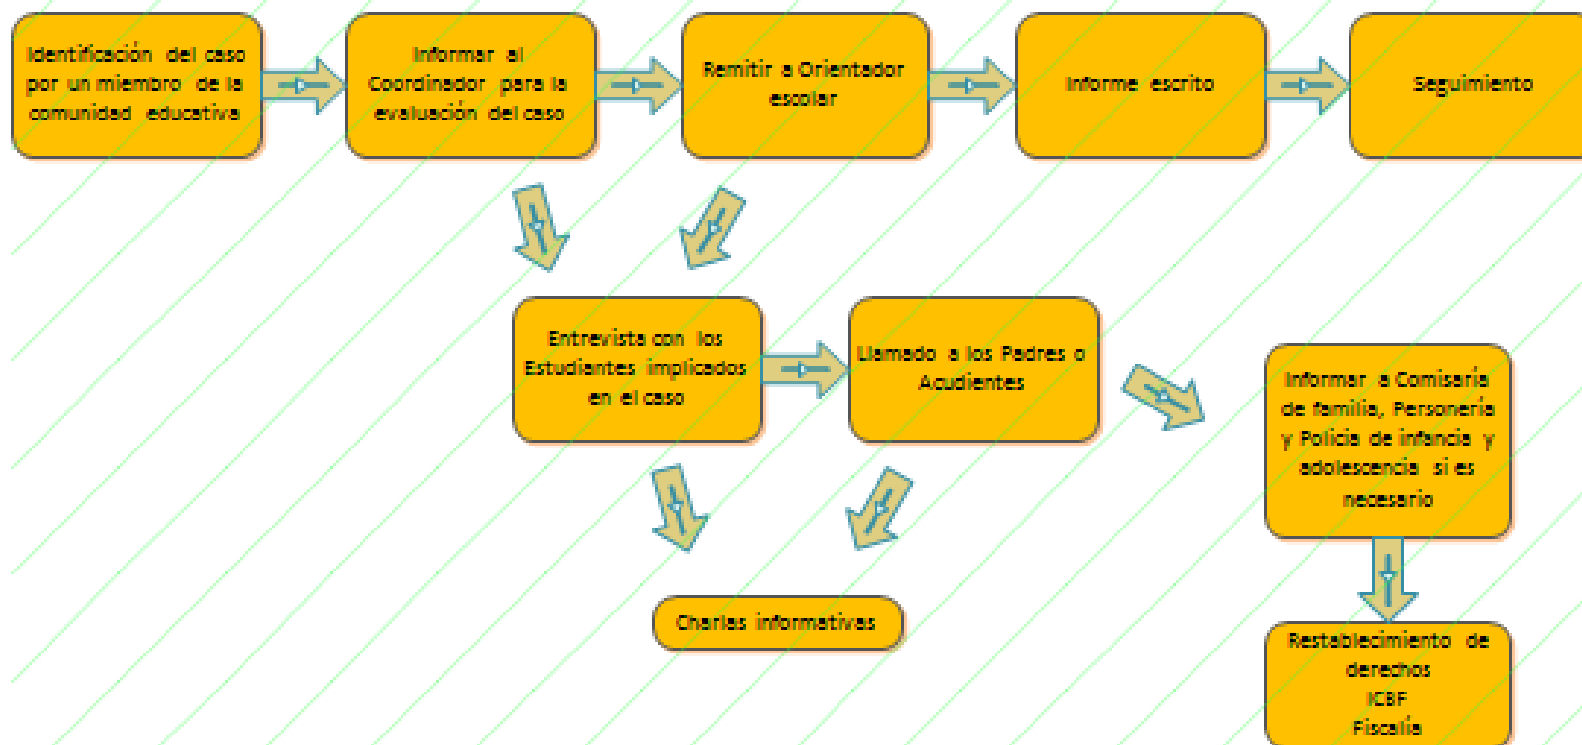 Identificación del caso
por un miembro de la
comunidad educativa
Informar al
Coordinador para la
evaluación del caso
Remitir a Orientador
escolar
Informe escrito
Seguimiento
Entrevista con los
Estudiantes implicados
en el caso
Llamado a los Padres o
Acudientes
Informar a Comisaría
de familia, Personería
y Policia de infancia y
adolescencia si es
necesario
Charlas informativas
Restablecimiento de
derechos
ICBF
Fiscalía